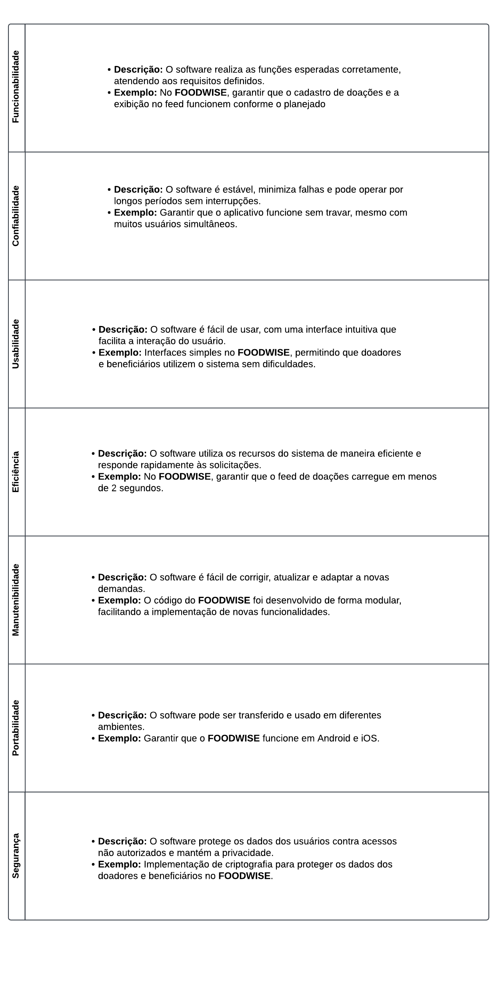 Funcionabilidade
• Descrição: O software realiza as funções esperadas corretamente,
atendendo aos requisitos definidos.
• Exemplo: No FOODWISE, garantir que o cadastro de doações e a
exibição no feed funcionem conforme o planejado
Confiabilidade
• Descrição: O software é estável, minimiza falhas e pode operar por
longos períodos sem interrupções.
• Exemplo: Garantir que o aplicativo funcione sem travar, mesmo com
muitos usuários simultâneos.
Usabilidade
• Descrição: O software é fácil de usar, com uma interface intuitiva que
facilita a interação do usuário.
• Exemplo: Interfaces simples no FOODWISE, permitindo que doadores
e beneficiários utilizem o sistema sem dificuldades.
Eficiência
• Descrição: O software utiliza os recursos do sistema de maneira eficiente e
responde rapidamente às solicitações.
• Exemplo: No FOODWISE, garantir que o feed de doações carregue em menos
de 2 segundos.
Manutenibilidade
• Descrição: O software é fácil de corrigir, atualizar e adaptar a novas
demandas.
• Exemplo: O código do FOODWISE foi desenvolvido de forma modular,
facilitando a implementação de novas funcionalidades.
Portabilidade
• Descrição: O software pode ser transferido e usado em diferentes
ambientes.
• Exemplo: Garantir que o FOODWISE funcione em Android e iOS.
Segurança
• Descrição: O software protege os dados dos usuários contra acessos
não autorizados e mantém a privacidade.
• Exemplo: Implementação de criptografia para proteger os dados dos
doadores e beneficiários no FOODWISE.